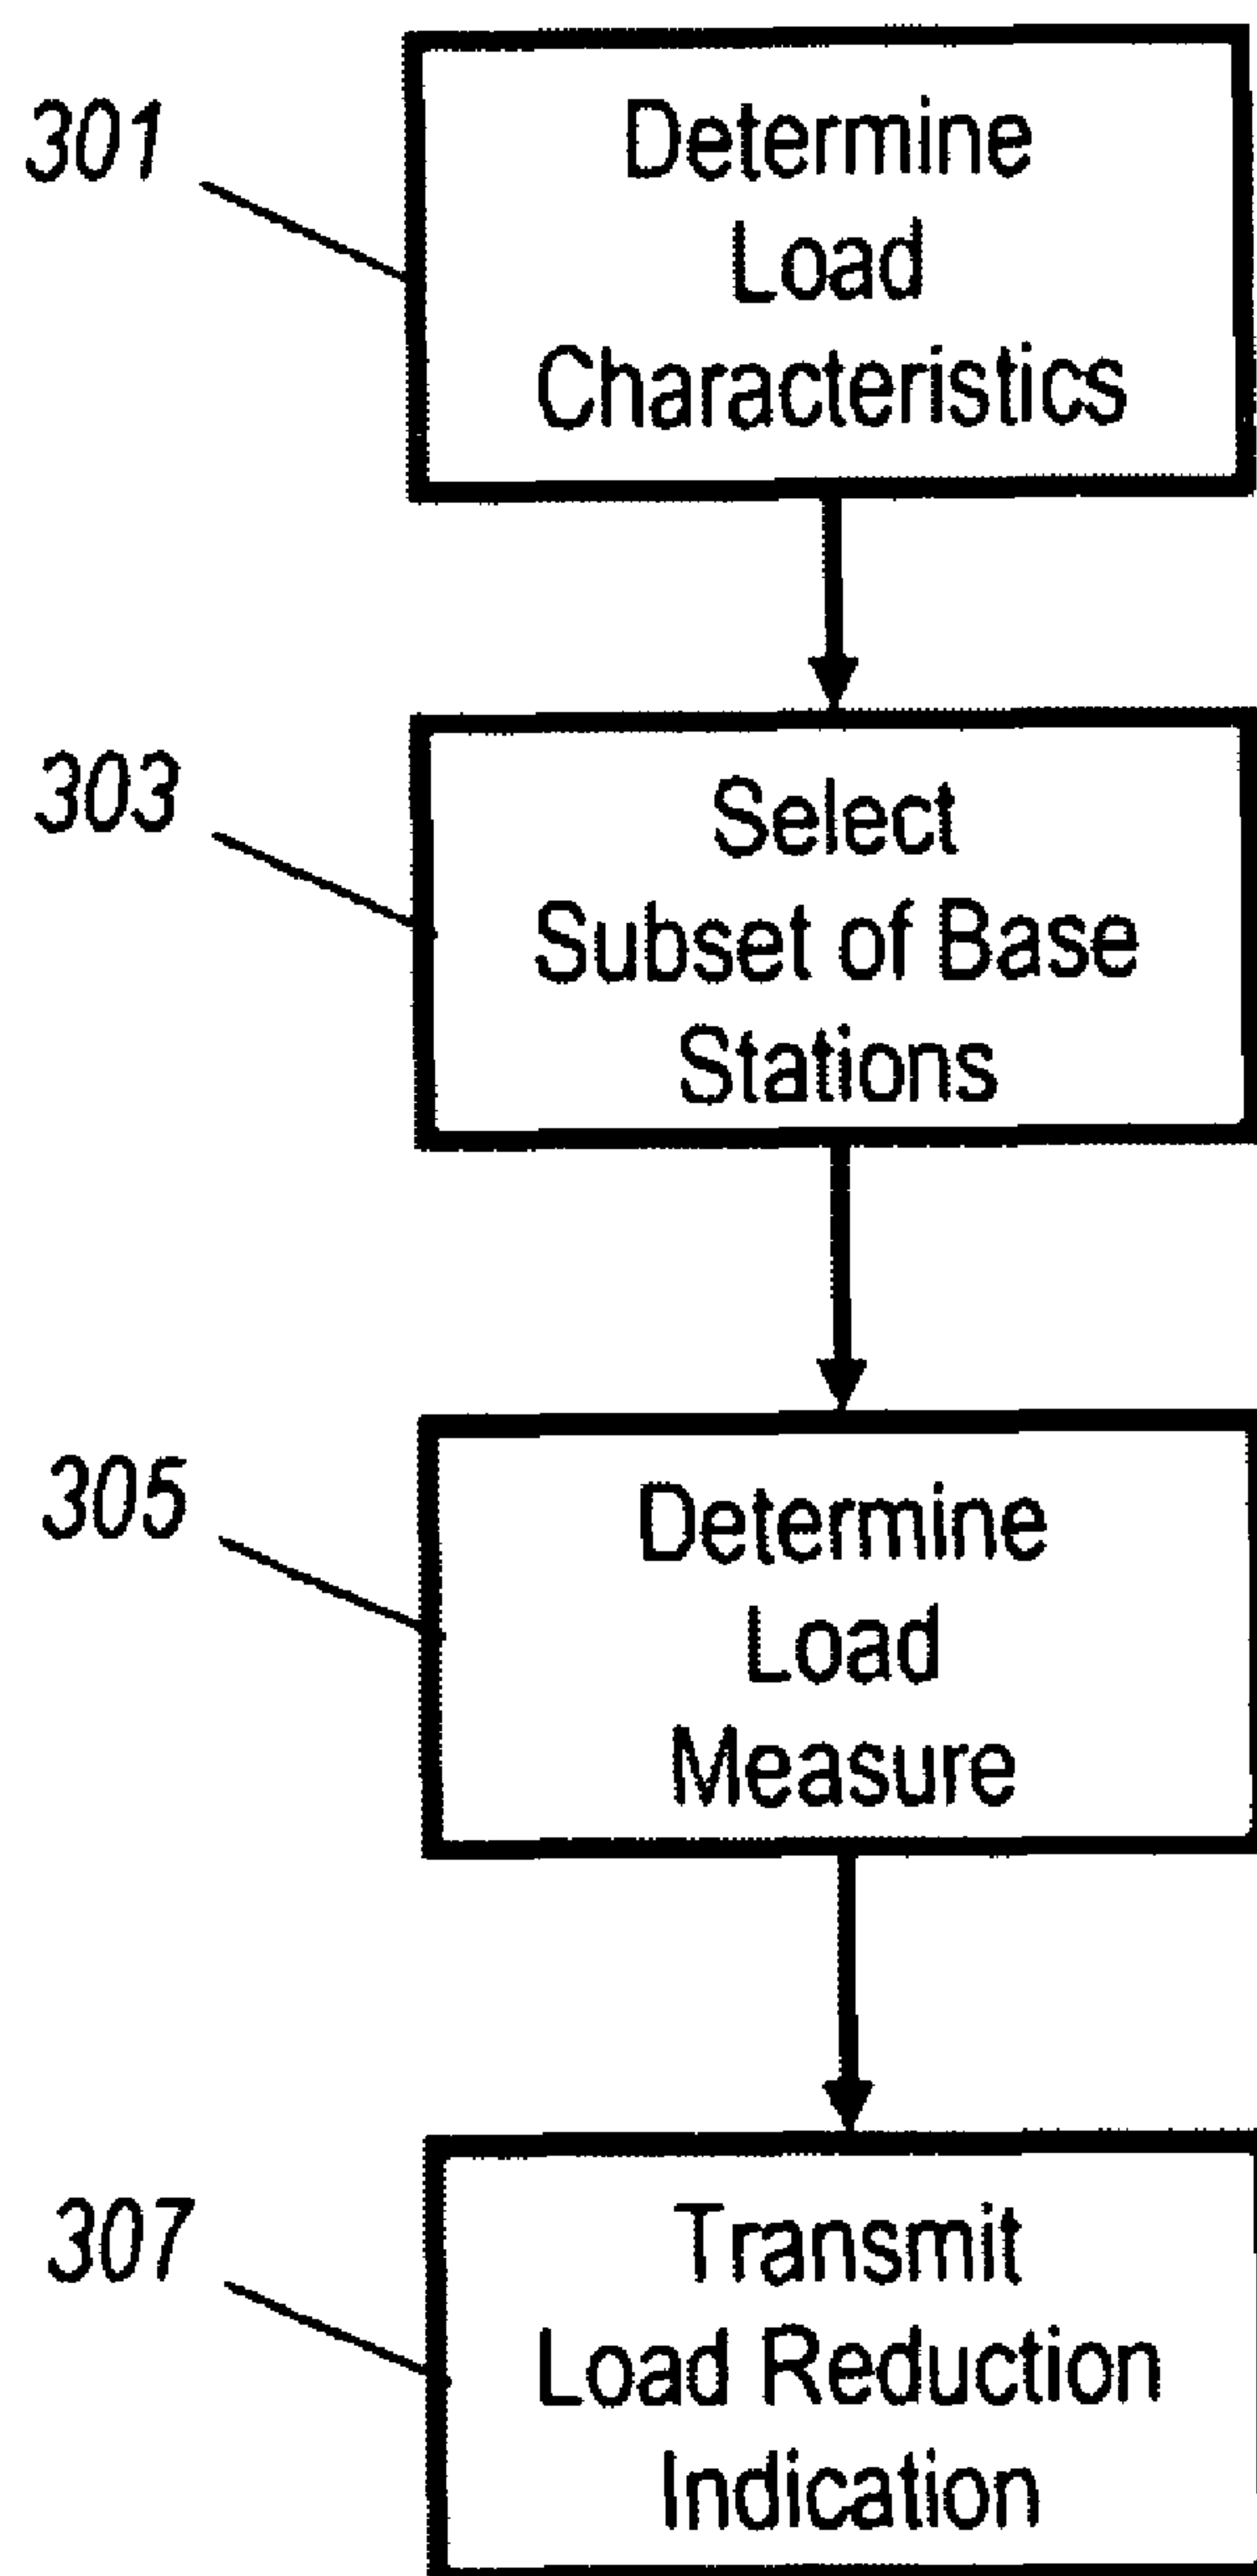 301
Determine
Load
Characteristics
303
Select
Subset of Base
Stations
305
Determine
Load
Measure
307
Transmit
Load Reduction
Indication